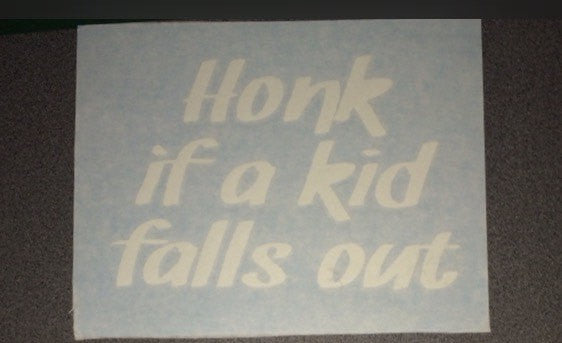 Honk
if a kid
falls out